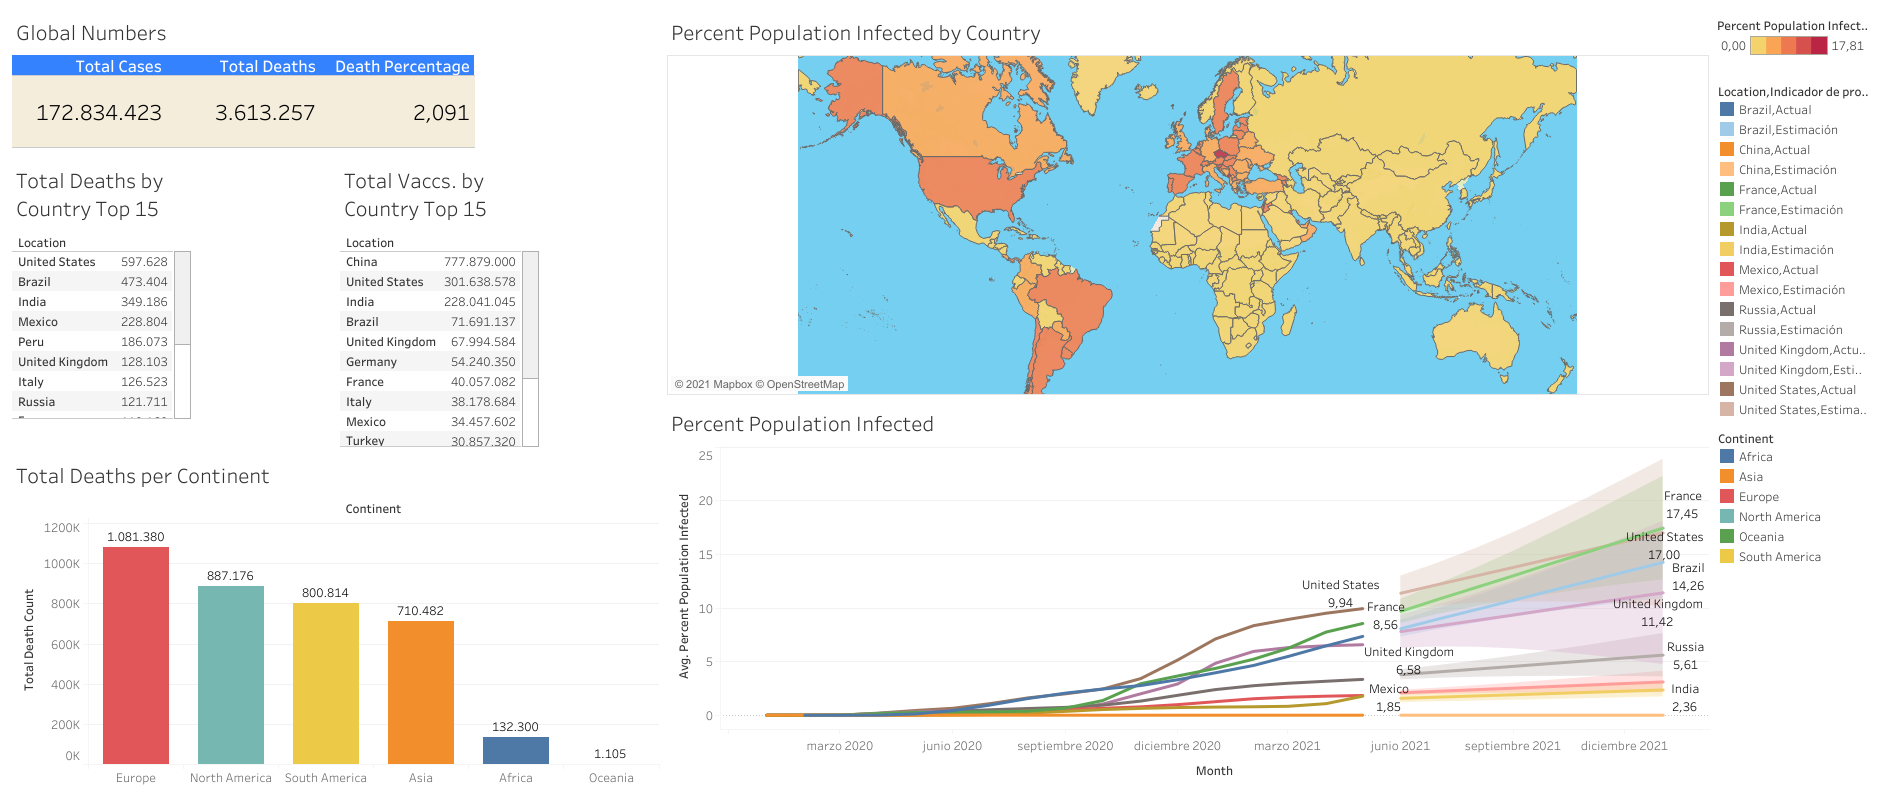 Global Numbers
Total Cases Total Deaths Death Percentage
172.834.423 3.613.257 2,091
Total Deaths by
Country Top 15
Location
United States 597.628
Brazil 473.404
India 349.186
Mexico 228.804
Peru 186.073
United Kingdom 128.103
Italy 126.523
Russia 121.711
Total Vaccs. by
Country Top 15
Location
China 777.879.000
United States 301.638.578
India 228.041.045
Brazil 71.691.137
United Kingdom 67.994.584
Germany 54.240.350
France 40.057.082
Italy 38.178.684
Mexico 34.457.602
Turkey 30.857.320
Total Deaths per Continent
Continent
Total Death Count
1200K
1000K
800K
600K
400K
200K
0K
1.081.380
887.176
800.814
710.482
132.300
1.105
Europe North America South America Asia Africa Oceania
Percent Population Infected by Country
© 2021 Mapbox © OpenStreetMap
Percent Population Infected
Avg. Percent Population Infected
25
20
15
10
5
0
United States
9,94
France
8,56
United Kingdom
6,58
Mexico
1,85
France
17,45
United States
17,00
Brazil
14,26
United Kingdom
11,42
Russia
5,61
India
2,36
marzo 2020 junio 2020 septiembre 2020 diciembre 2020 marzo 2021 junio 2021 septiembre 2021 diciembre 2021
Month
Percent Population Infect..
0,00 17,81
Location,Indicador de pro..
Brazil,Actual
Brazil,Estimación
China,Actual
China,Estimación
France,Actual
France,Estimación
India,Actual
India,Estimación
Mexico,Actual
Mexico,Estimación
Russia,Actual
Russia,Estimación
United Kingdom,Actu..
United Kingdom,Esti..
United States,Actual
United States,Estima..
Continent
Africa
Asia
Europe
North America
Oceania
South America